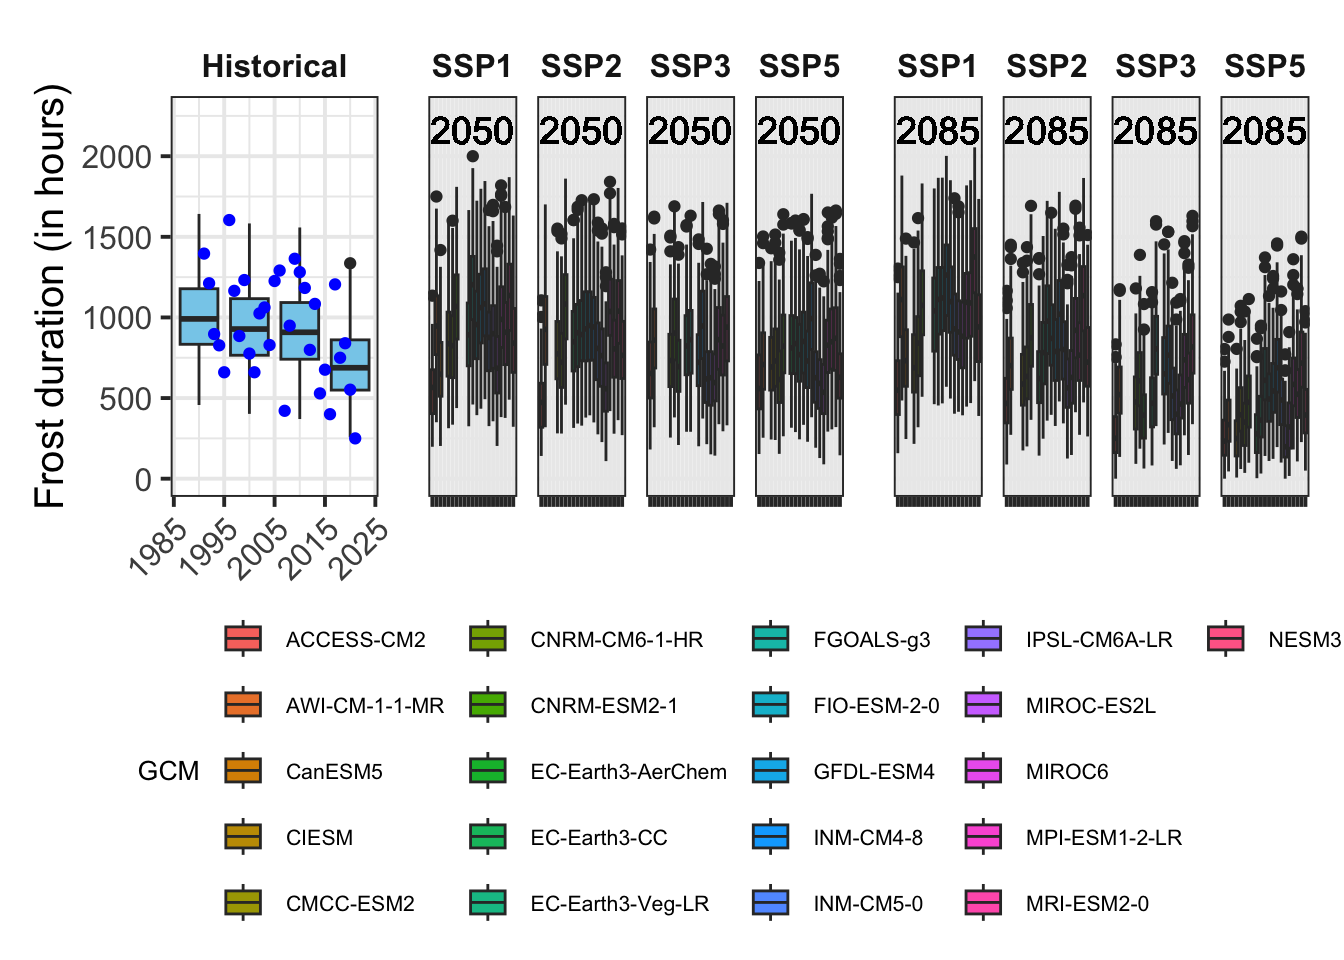 Historical SSP1 SSP2 SSP3 SSP5 SSP1 SSP2 SSP3 SSP5
2050 2050 2050 2050 2085 2085 2085 2085
Frost duration (in hours)
2000
1500
1000
500
0
1985 1995 2005 2015 2025
ACCESS-CM2 CNRM-CM6-1-HR FGOALS-g3 IPSL-CM6A-LR NESM3
AWI-CM-1-1-MR CNRM-ESM2-1 FIO-ESM-2-0 MIROC-ES2L
GCM CanESM5 EC-Earth3-AerChem GFDL-ESM4 MIROC6
CIESM EC-Earth3-CC INM-CM4-8 MPI-ESM1-2-LR
CMCC-ESM2 EC-Earth3-Veg-LR INM-CM5-0 MRI-ESM2-0